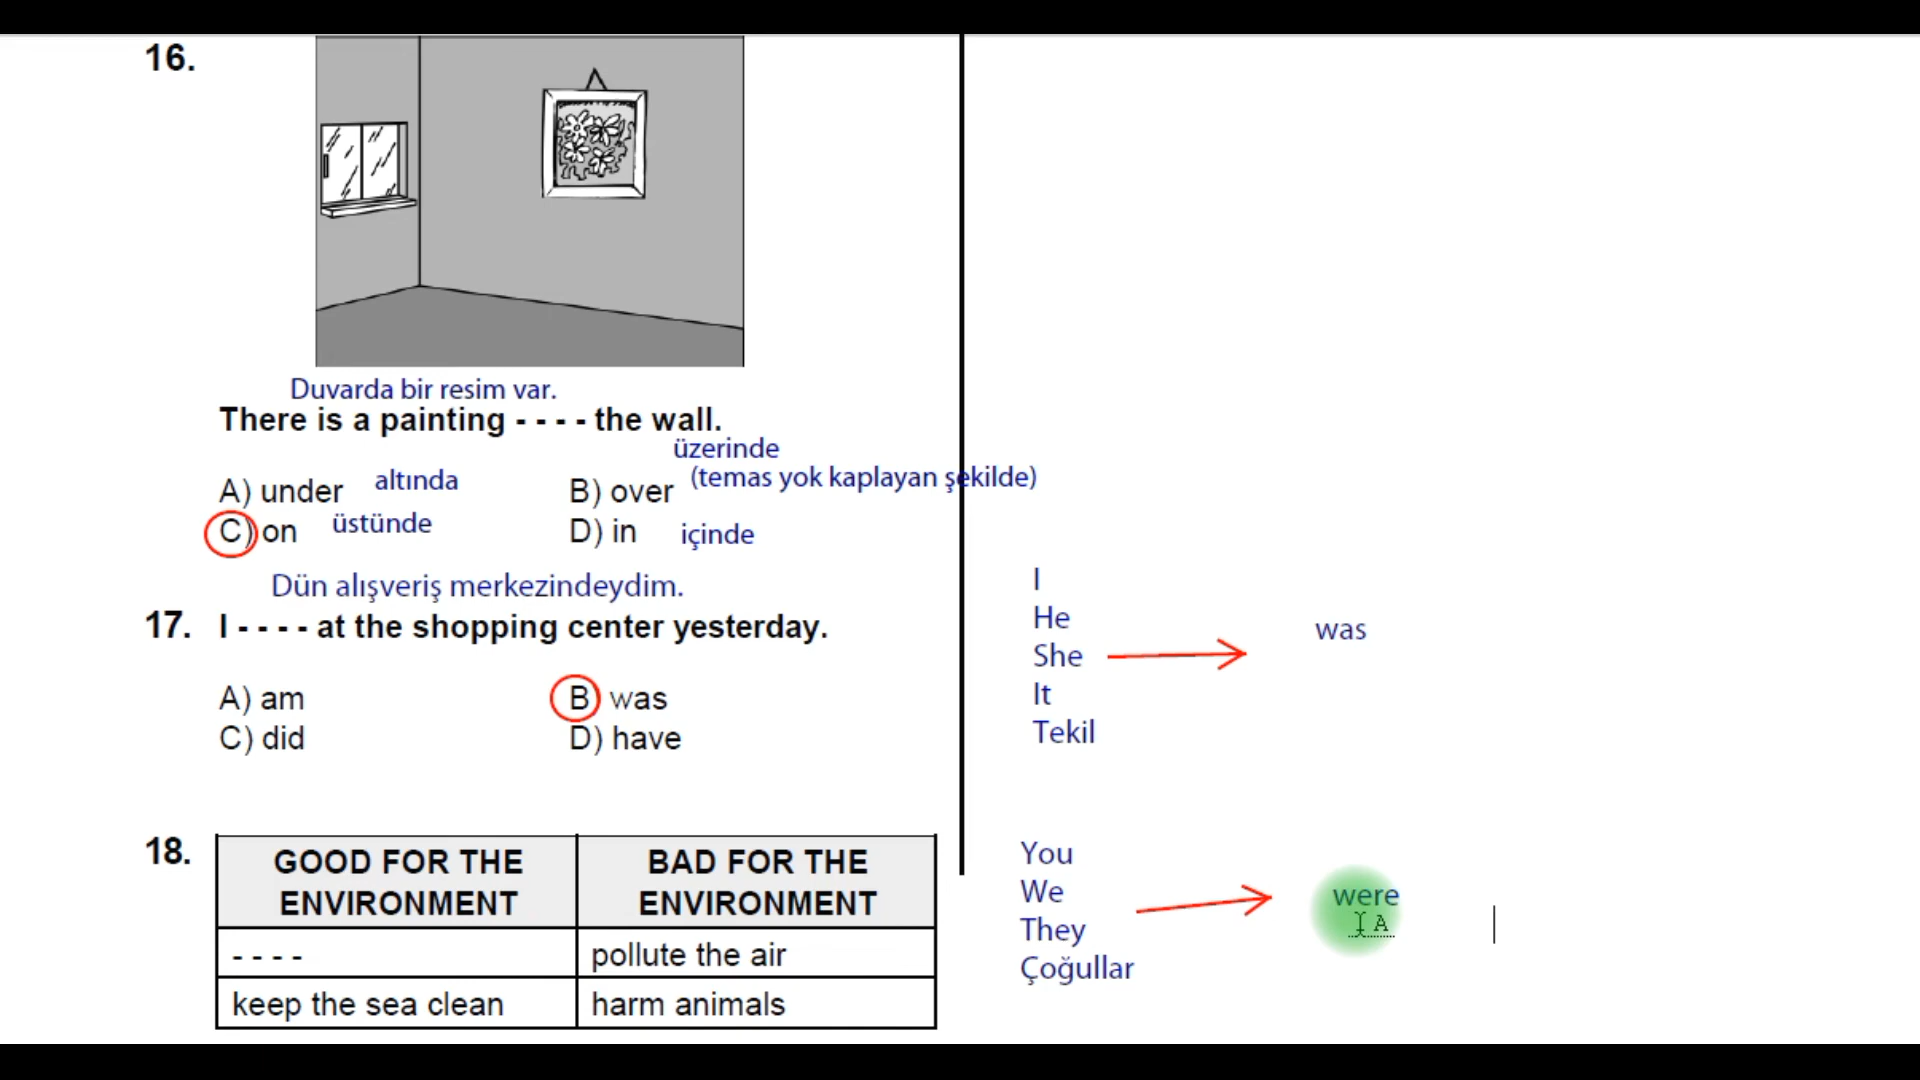 16.
Duvarda bir resim var.
There is a painting - - - - the wall.
üzerinde
(temas yok kaplayan şekilde)
A) under altında B) over
C) on üstünde D) in içinde
Dün alışveriş merkezindeydim.
17. I - - - - at the shopping center yesterday.
A) am B) was
C) did D) have
I
He
She was
It
Tekil
18.
GOOD FOR THE ENVIRONMENT BAD FOR THE ENVIRONMENT
- - - - pollute the air
keep the sea clean harm animals
You
We were
They
Çoğullar
A